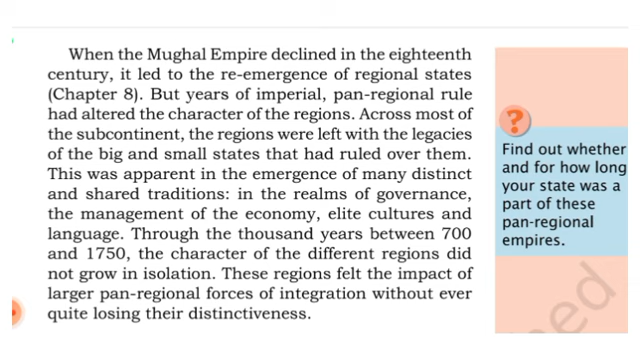 When the Mughal Empire declined in the eighteenth
century, it led to the re-emergence of regional states
(Chapter 8). But years of imperial, pan-regional rule
had altered the character of the regions. Across most of
the subcontinent, the regions were left with the legacies
of the big and small states that had ruled over them.
This was apparent in the emergence of many distinct
and shared traditions: in the realms of governance,
the management of the economy, elite cultures and
language. Through the thousand years between 700
and 1750, the character of the different regions did
not grow in isolation. These regions felt the impact of
larger pan-regional forces of integration without ever
quite losing their distinctiveness.
?
Find out whether
and for how long
your state was a
part of these
pan-regional
empires.